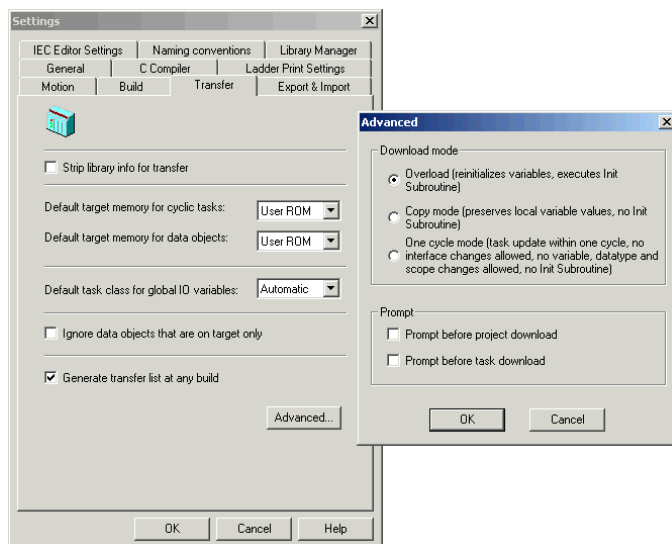 Settings
IEC Editor Settings
Naming conventions
Library Manager
General
C Compiler
Ladder Print Settings
Motion
Build
Transfer
Export & Import
Strip library info for transfer
Default target memory for cyclic tasks:
User ROM
Default target memory for data objects:
User ROM
Default task class for global IO variables:
Automatic
Ignore data objects that are on target only
Generate transfer list at any build
Advanced...
OK
Cancel
Help
Advanced
Download mode
Overload (reinitializes variables, executes Init
Subroutine)
Copy mode (preserves local variable values, no Init
Subroutine)
One cycle mode (task update within one cycle, no
interface changes allowed, no variable, datatype and
scope changes allowed, no Init Subroutine)
Prompt
Prompt before project download
Prompt before task download
OK
Cancel